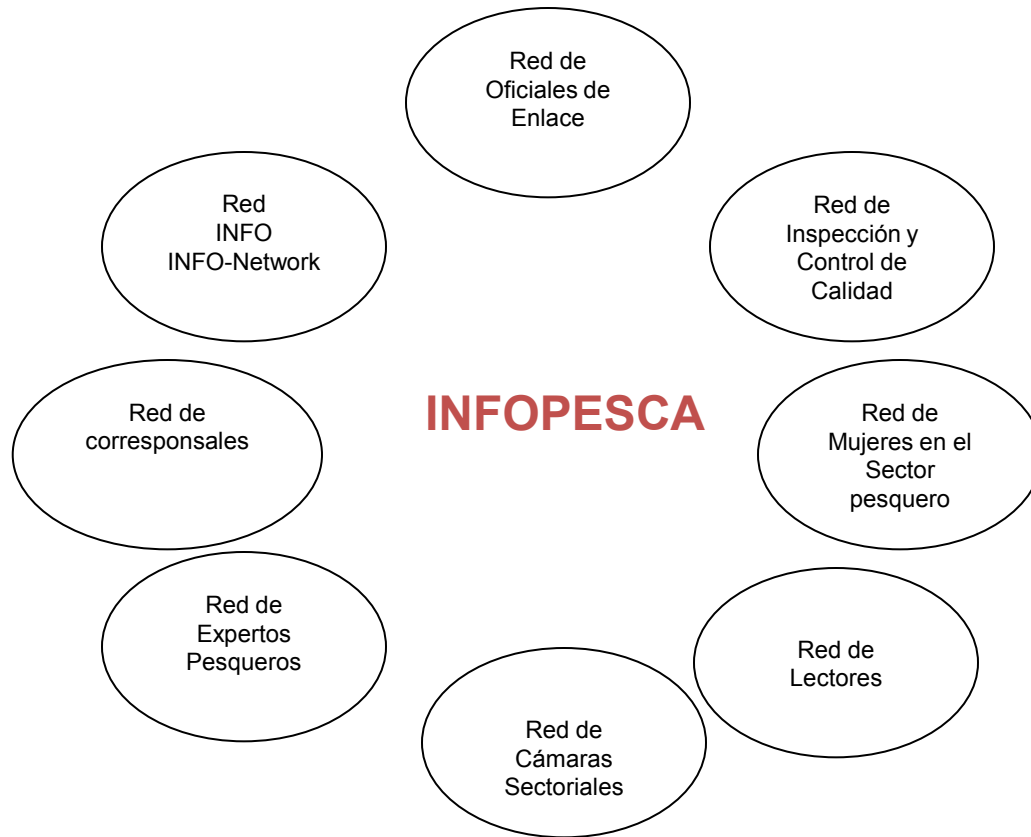 Red de
Oficiales de
Enlace
Red
INFO
INFO-Network
Red de
Inspección y
Control de
Calidad
Red de
corresponsales
INFOPESCA
Red de
Mujeres en el
Sector
pesquero
Red de
Expertos
Pesqueros
Red de
Lectores
Red de
Cámaras
Sectoriales